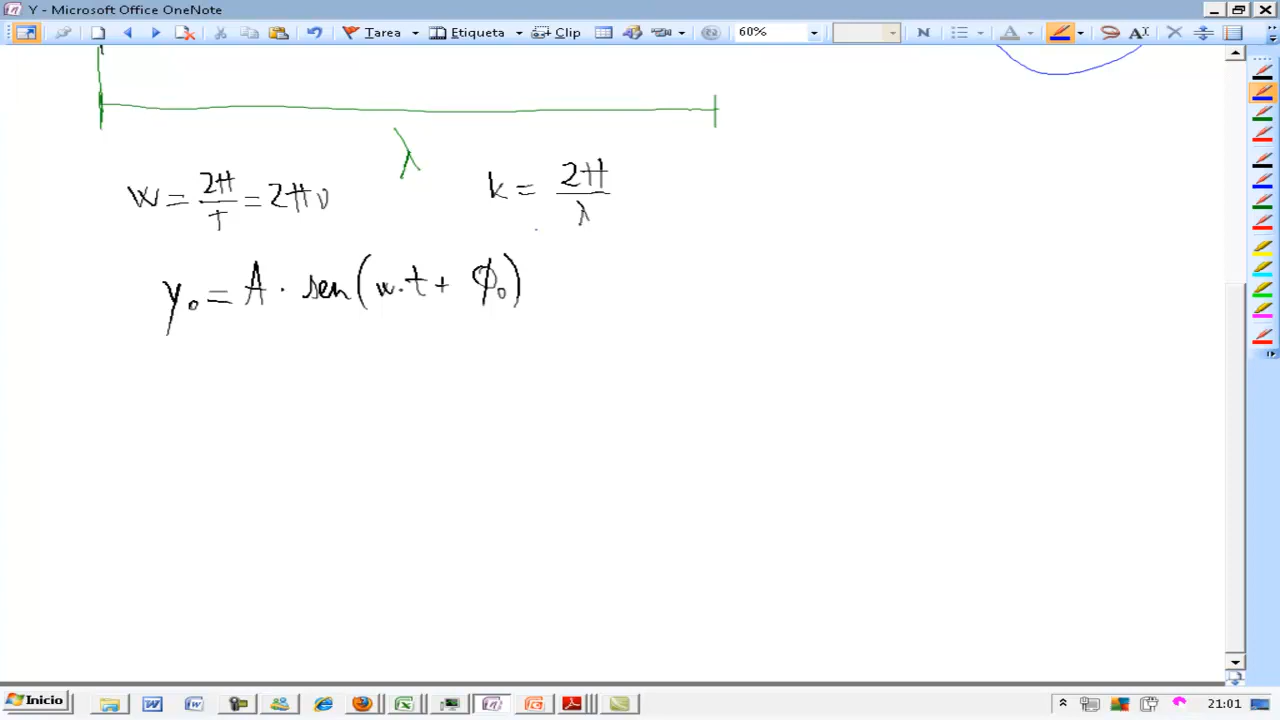 Y - Microsoft Office OneNote
Tarea Etiqueta Clip 60% N A A
λ
w = 2π/T = 2πν k = 2π/λ
y₀ = A · sen(w.t + φ₀)
Inicio 21:01